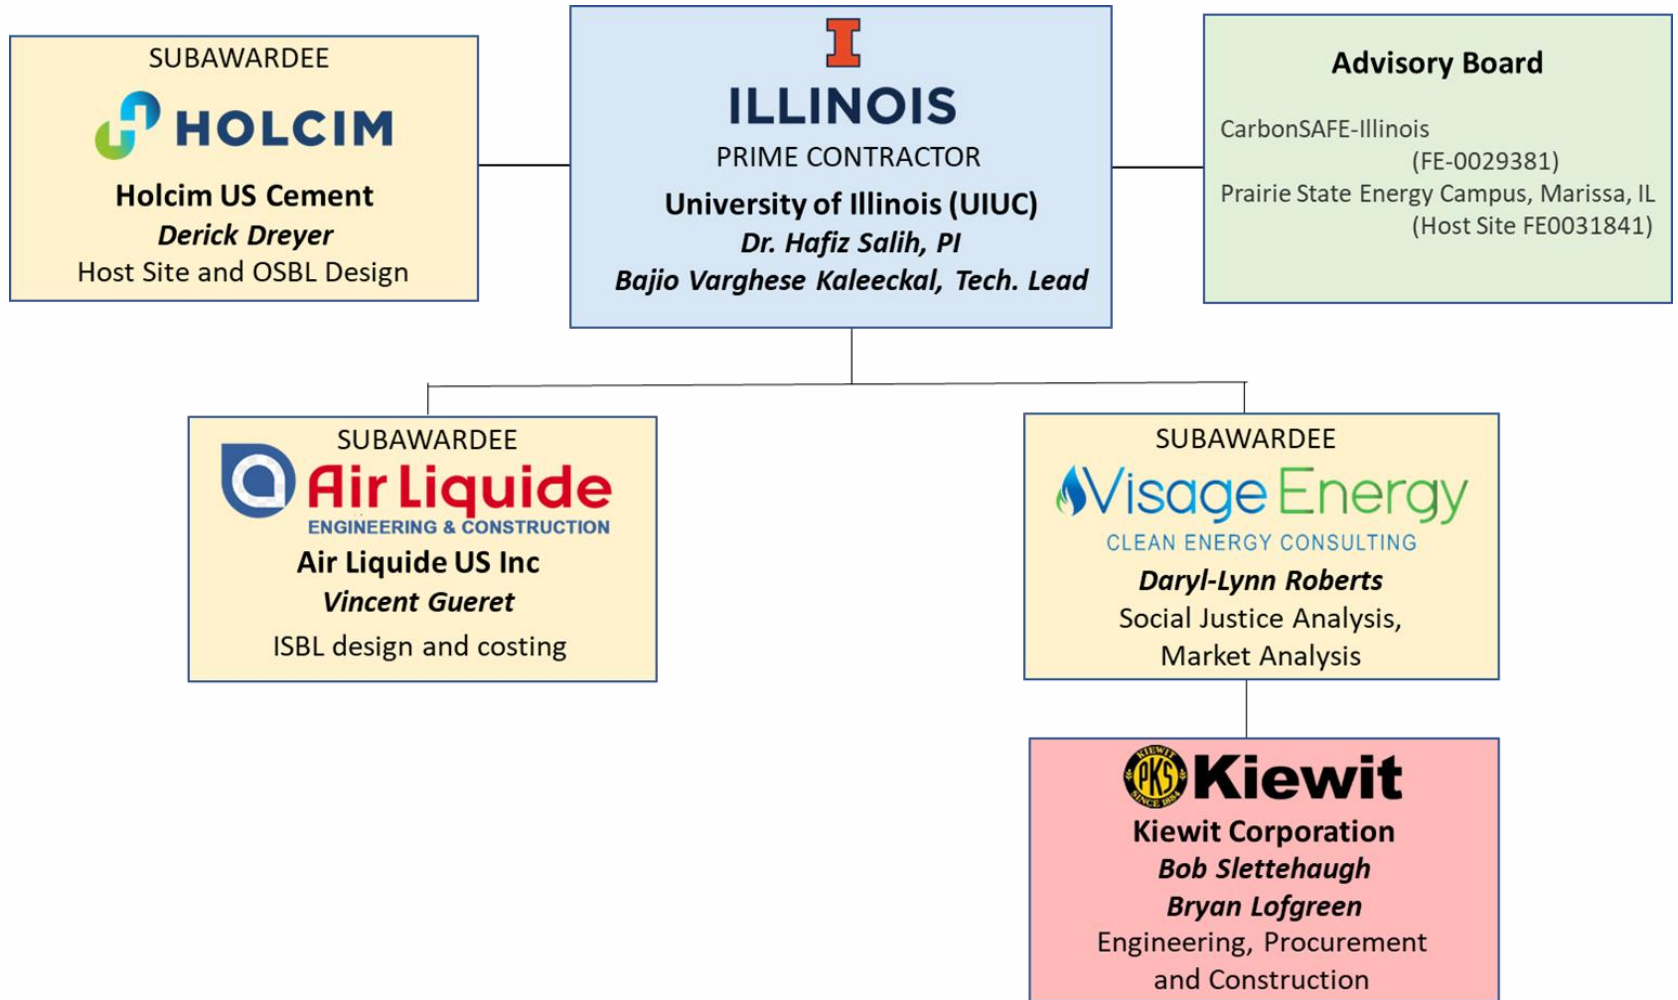 SUBAWARDEE
HOLCIM
Holcim US Cement
Derick Dreyer
Host Site and OSBL Design
I
ILLINOIS
PRIME CONTRACTOR
University of Illinois (UIUC)
Dr. Hafiz Salih, PI
Bajio Varghese Kaleeckal, Tech. Lead
Advisory Board
CarbonSAFE-Illinois
(FE-0029381)
Prairie State Energy Campus, Marissa, IL
(Host Site FE0031841)
SUBAWARDEE
Air Liquide
ENGINEERING & CONSTRUCTION
Air Liquide US Inc
Vincent Gueret
ISBL design and costing
SUBAWARDEE
Visage Energy
CLEAN ENERGY CONSULTING
Daryl-Lynn Roberts
Social Justice Analysis,
Market Analysis
KIEWIT
PKS
SINCE 1884
Kiewit
Kiewit Corporation
Bob Slettehaugh
Bryan Lofgreen
Engineering, Procurement
and Construction